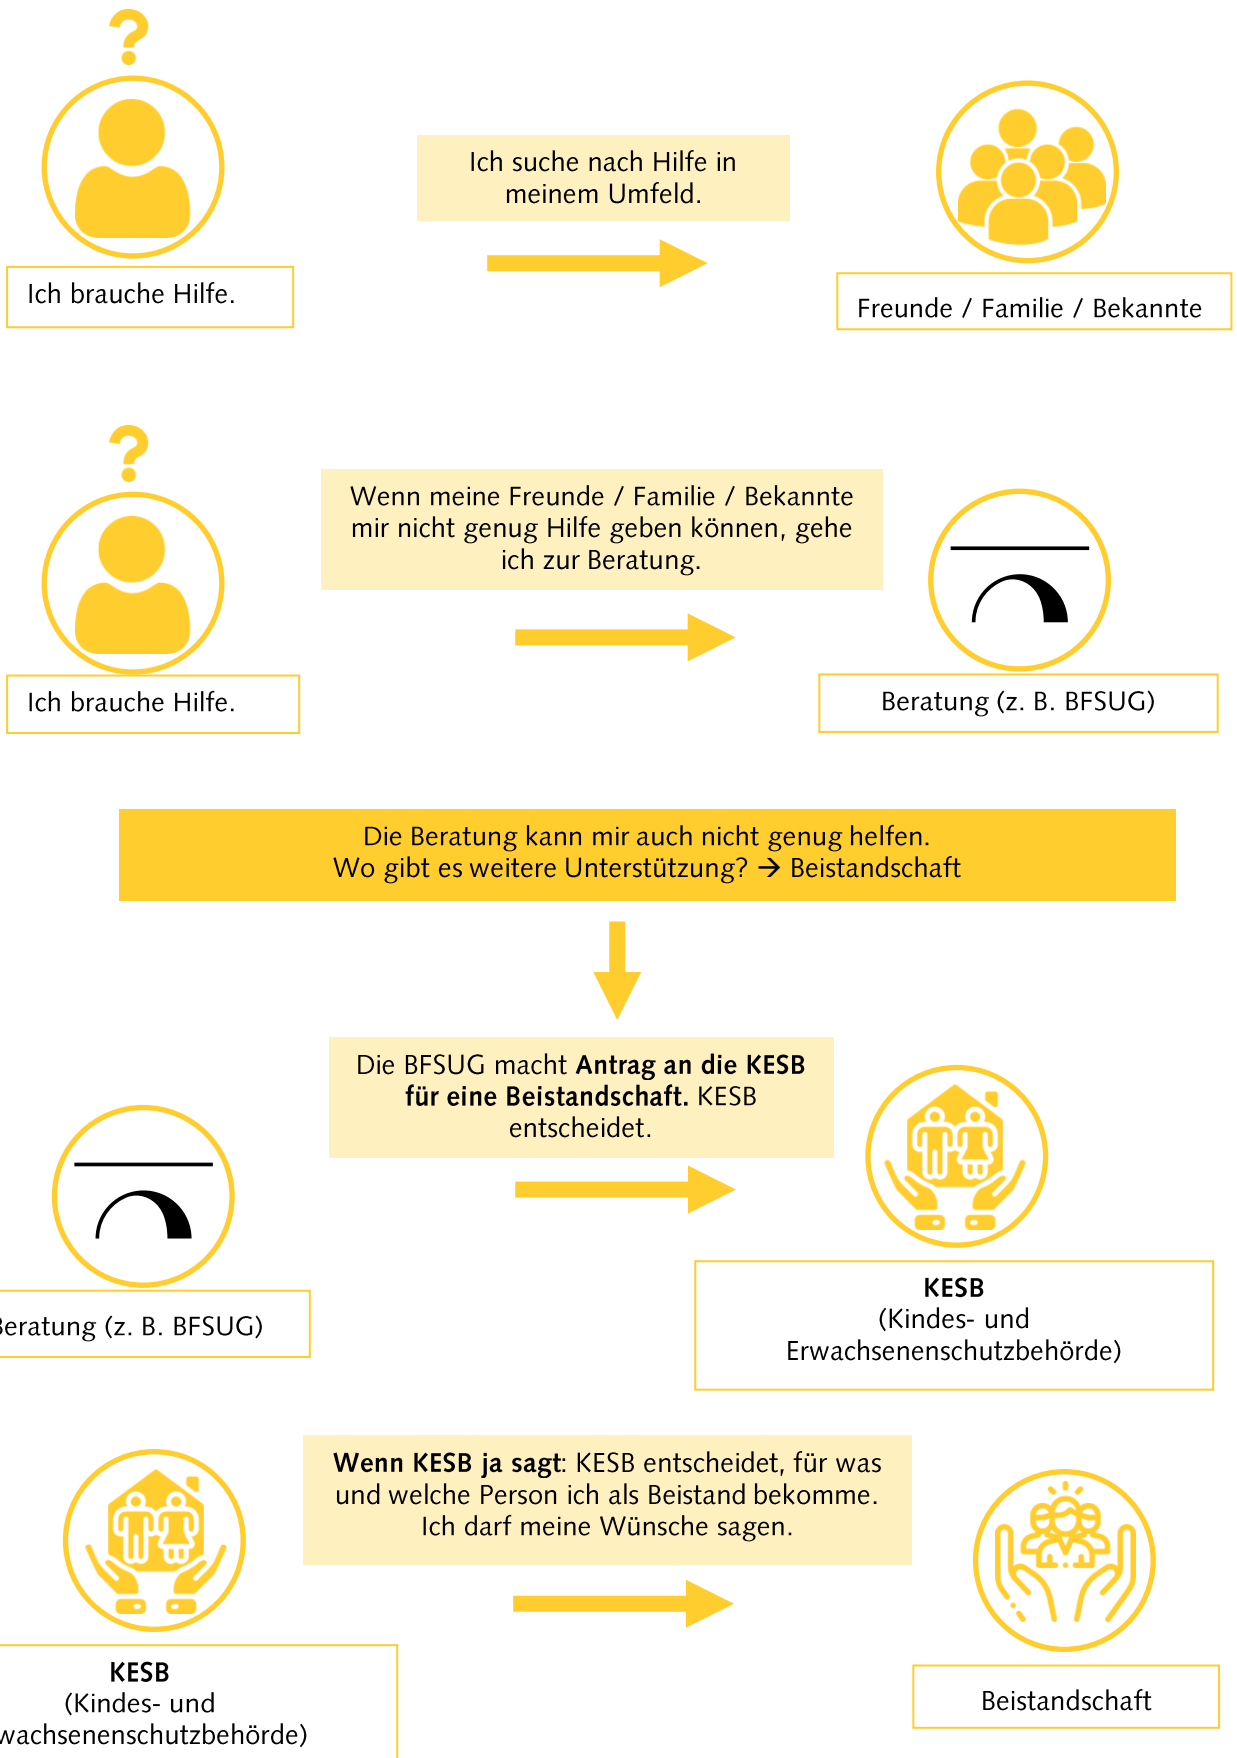 ?
Ich suche nach Hilfe in
meinem Umfeld.
Ich brauche Hilfe.
Freunde / Familie / Bekannte
?
Wenn meine Freunde / Familie / Bekannte
mir nicht genug Hilfe geben können, gehe
ich zur Beratung.
Ich brauche Hilfe.
Beratung (z. B. BFSUG)
Die Beratung kann mir auch nicht genug helfen.
Wo gibt es weitere Unterstützung? → Beistandschaft
Die BFSUG macht Antrag an die KESB
für eine Beistandschaft. KESB
entscheidet.
Beratung (z. B. BFSUG)
KESB
(Kindes- und
Erwachsenenschutzbehörde)
Wenn KESB ja sagt: KESB entscheidet, für was
und welche Person ich als Beistand bekomme.
Ich darf meine Wünsche sagen.
KESB
(Kindes- und
wachsenenschutzbehörde)
Beistandschaft